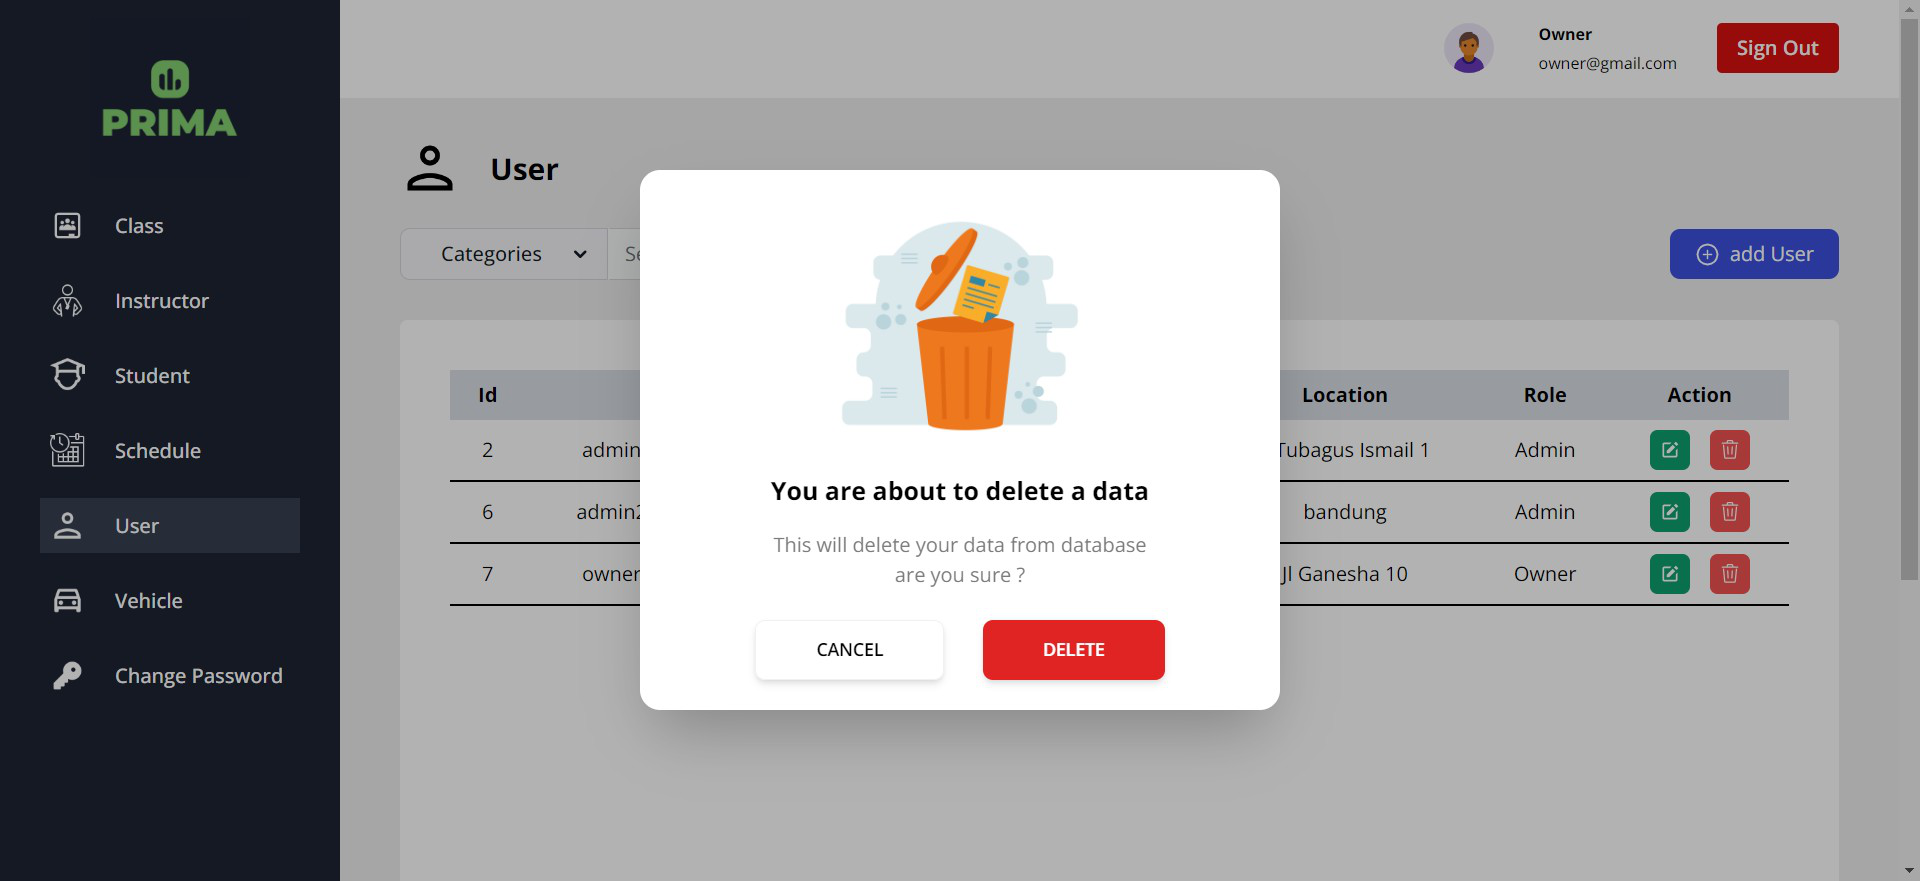 PRIMA
Class
Instructor
Student
Schedule
User
Vehicle
Change Password
Owner
owner@gmail.com
Sign Out
User
Categories
add User
Id Location Role Action
2 admin Tubagus Ismail 1 Admin
6 admin2 bandung Admin
7 owner Jl Ganesha 10 Owner
You are about to delete a data
This will delete your data from database
are you sure ?
CANCEL DELETE